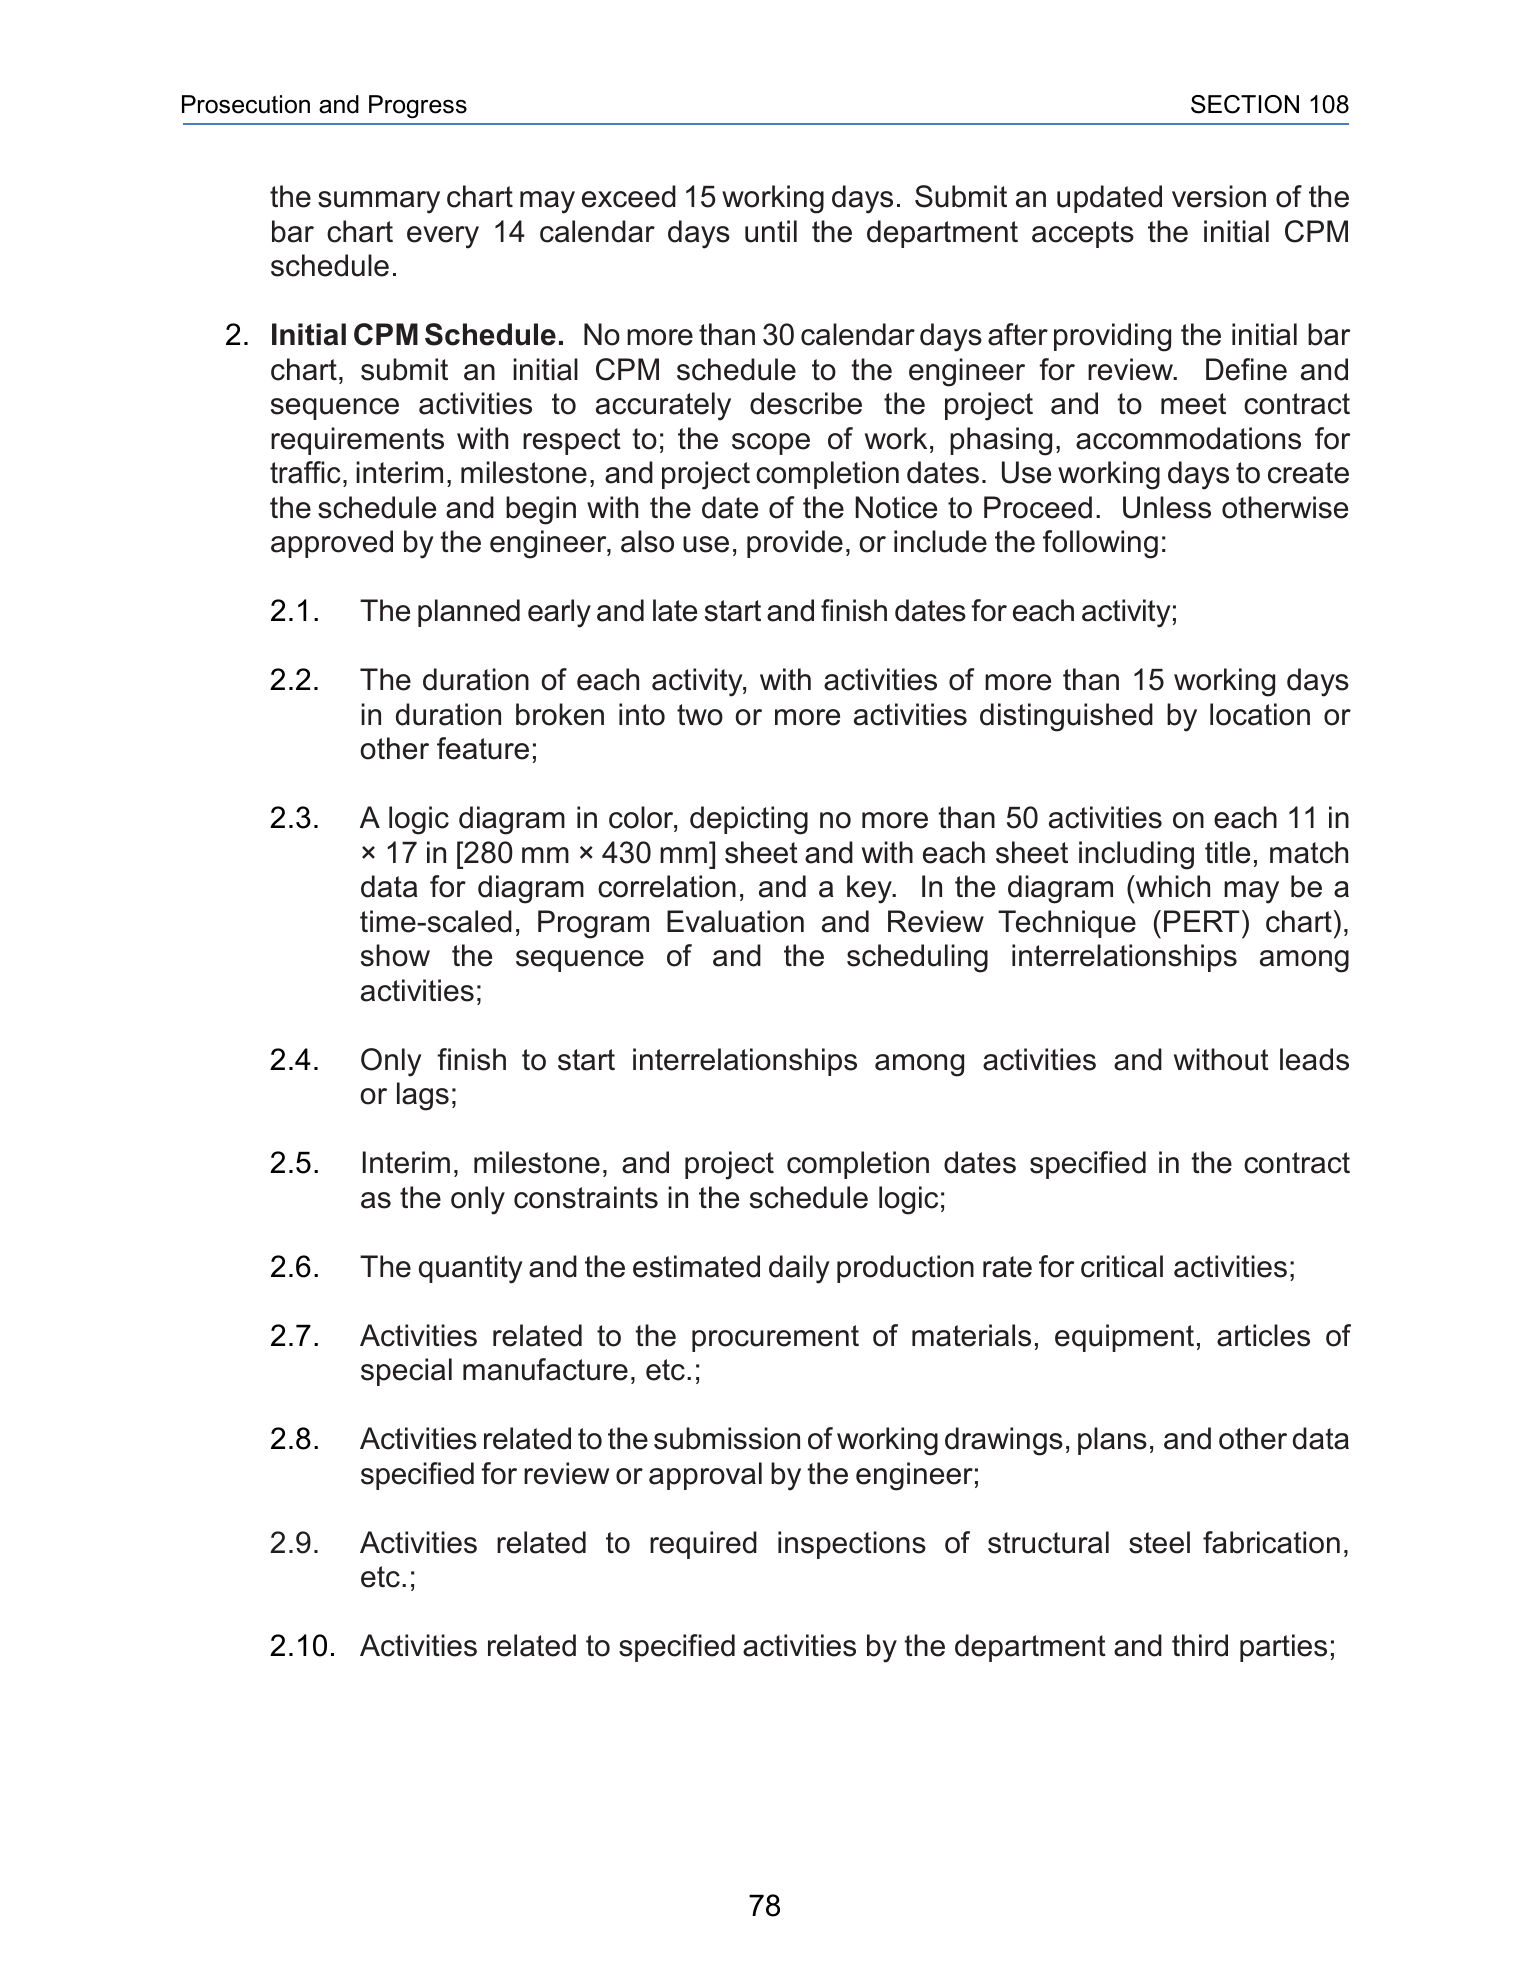 Prosecution and Progress SECTION 108
the summary chart may exceed 15 working days. Submit an updated version of the
bar chart every 14 calendar days until the department accepts the initial CPM
schedule.
2. Initial CPM Schedule. No more than 30 calendar days after providing the initial bar
chart, submit an initial CPM schedule to the engineer for review. Define and
sequence activities to accurately describe the project and to meet contract
requirements with respect to; the scope of work, phasing, accommodations for
traffic, interim, milestone, and project completion dates. Use working days to create
the schedule and begin with the date of the Notice to Proceed. Unless otherwise
approved by the engineer, also use, provide, or include the following:
2.1. The planned early and late start and finish dates for each activity;
2.2. The duration of each activity, with activities of more than 15 working days
in duration broken into two or more activities distinguished by location or
other feature;
2.3. A logic diagram in color, depicting no more than 50 activities on each 11 in
× 17 in [280 mm × 430 mm] sheet and with each sheet including title, match
data for diagram correlation, and a key. In the diagram (which may be a
time-scaled, Program Evaluation and Review Technique (PERT) chart),
show the sequence of and the scheduling interrelationships among
activities;
2.4. Only finish to start interrelationships among activities and without leads
or lags;
2.5. Interim, milestone, and project completion dates specified in the contract
as the only constraints in the schedule logic;
2.6. The quantity and the estimated daily production rate for critical activities;
2.7. Activities related to the procurement of materials, equipment, articles of
special manufacture, etc.;
2.8. Activities related to the submission of working drawings, plans, and other data
specified for review or approval by the engineer;
2.9. Activities related to required inspections of structural steel fabrication,
etc.;
2.10. Activities related to specified activities by the department and third parties;
78